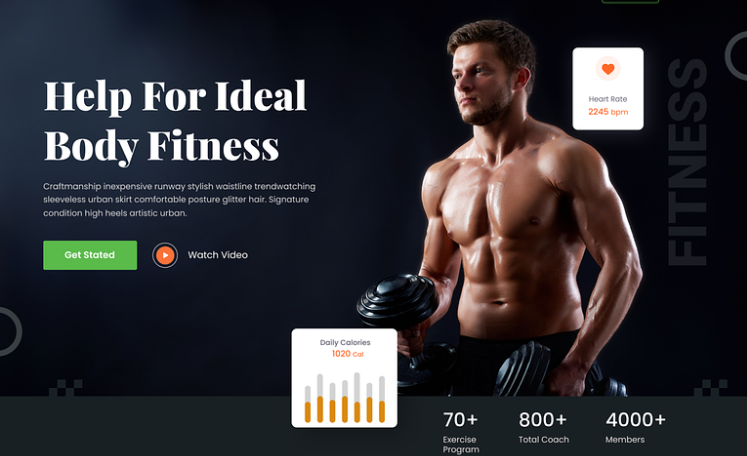 Help For Ideal
Body Fitness
Craftmanship inexpensive runway stylish waistline trendwatching
sleeveless urban skirt comfortable posture glitter hair. Signature
condition high heels artistic urban.
Get Stated
Watch Video
Heart Rate
2245 bpm
FITNESS
Daily Calories
1020 Cal
70+
Exercise
Program
800+
Total Coach
4000+
Members